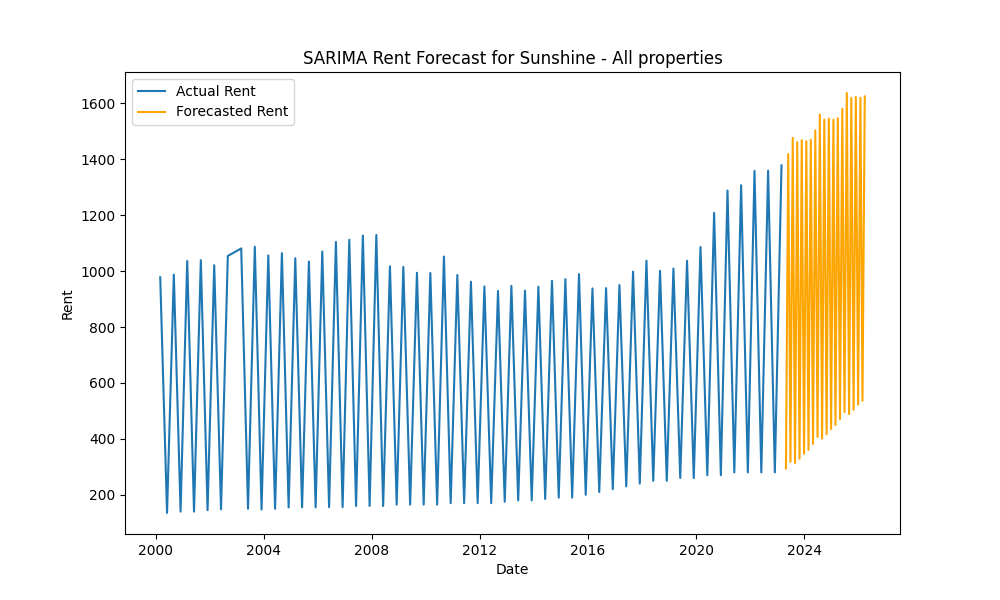 SARIMA Rent Forecast for Sunshine - All properties
Actual Rent
Forecasted Rent
1600
1400
1200
1000
800
600
400
200
Rent
2000 2004 2008 2012 2016 2020 2024
Date